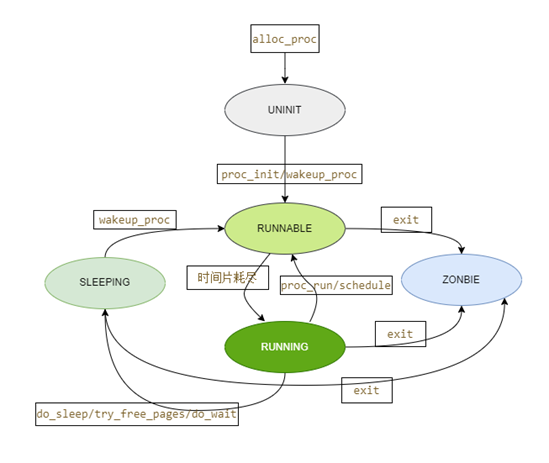 alloc_proc
UNINIT
proc_init/wakeup_proc
wakeup_proc
RUNNABLE
exit
时间片耗尽
proc_run/schedule
SLEEPING
ZONBIE
RUNNING
exit
exit
do_sleep/try_free_pages/do_wait